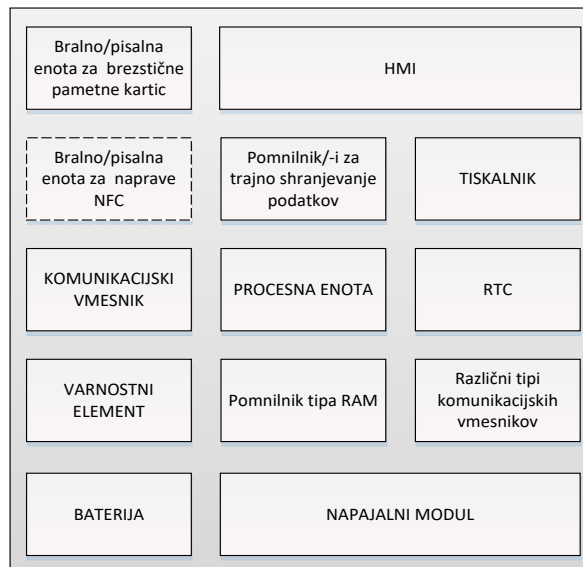 Bralno/pisalna
enota za brezstične
pametne kartic
HMI
Bralno/pisalna
enota za naprave
NFC
Pomnilnik/-i za
trajno shranjevanje
podatkov
TISKALNIK
KOMUNIKACIJSKI
VMESNIK
PROCESNA ENOTA
RTC
VARNOSTNI
ELEMENT
Pomnilnik tipa RAM
Različni tipi
komunikacijskih
vmesnikov
BATERIJA
NAPAJALNI MODUL